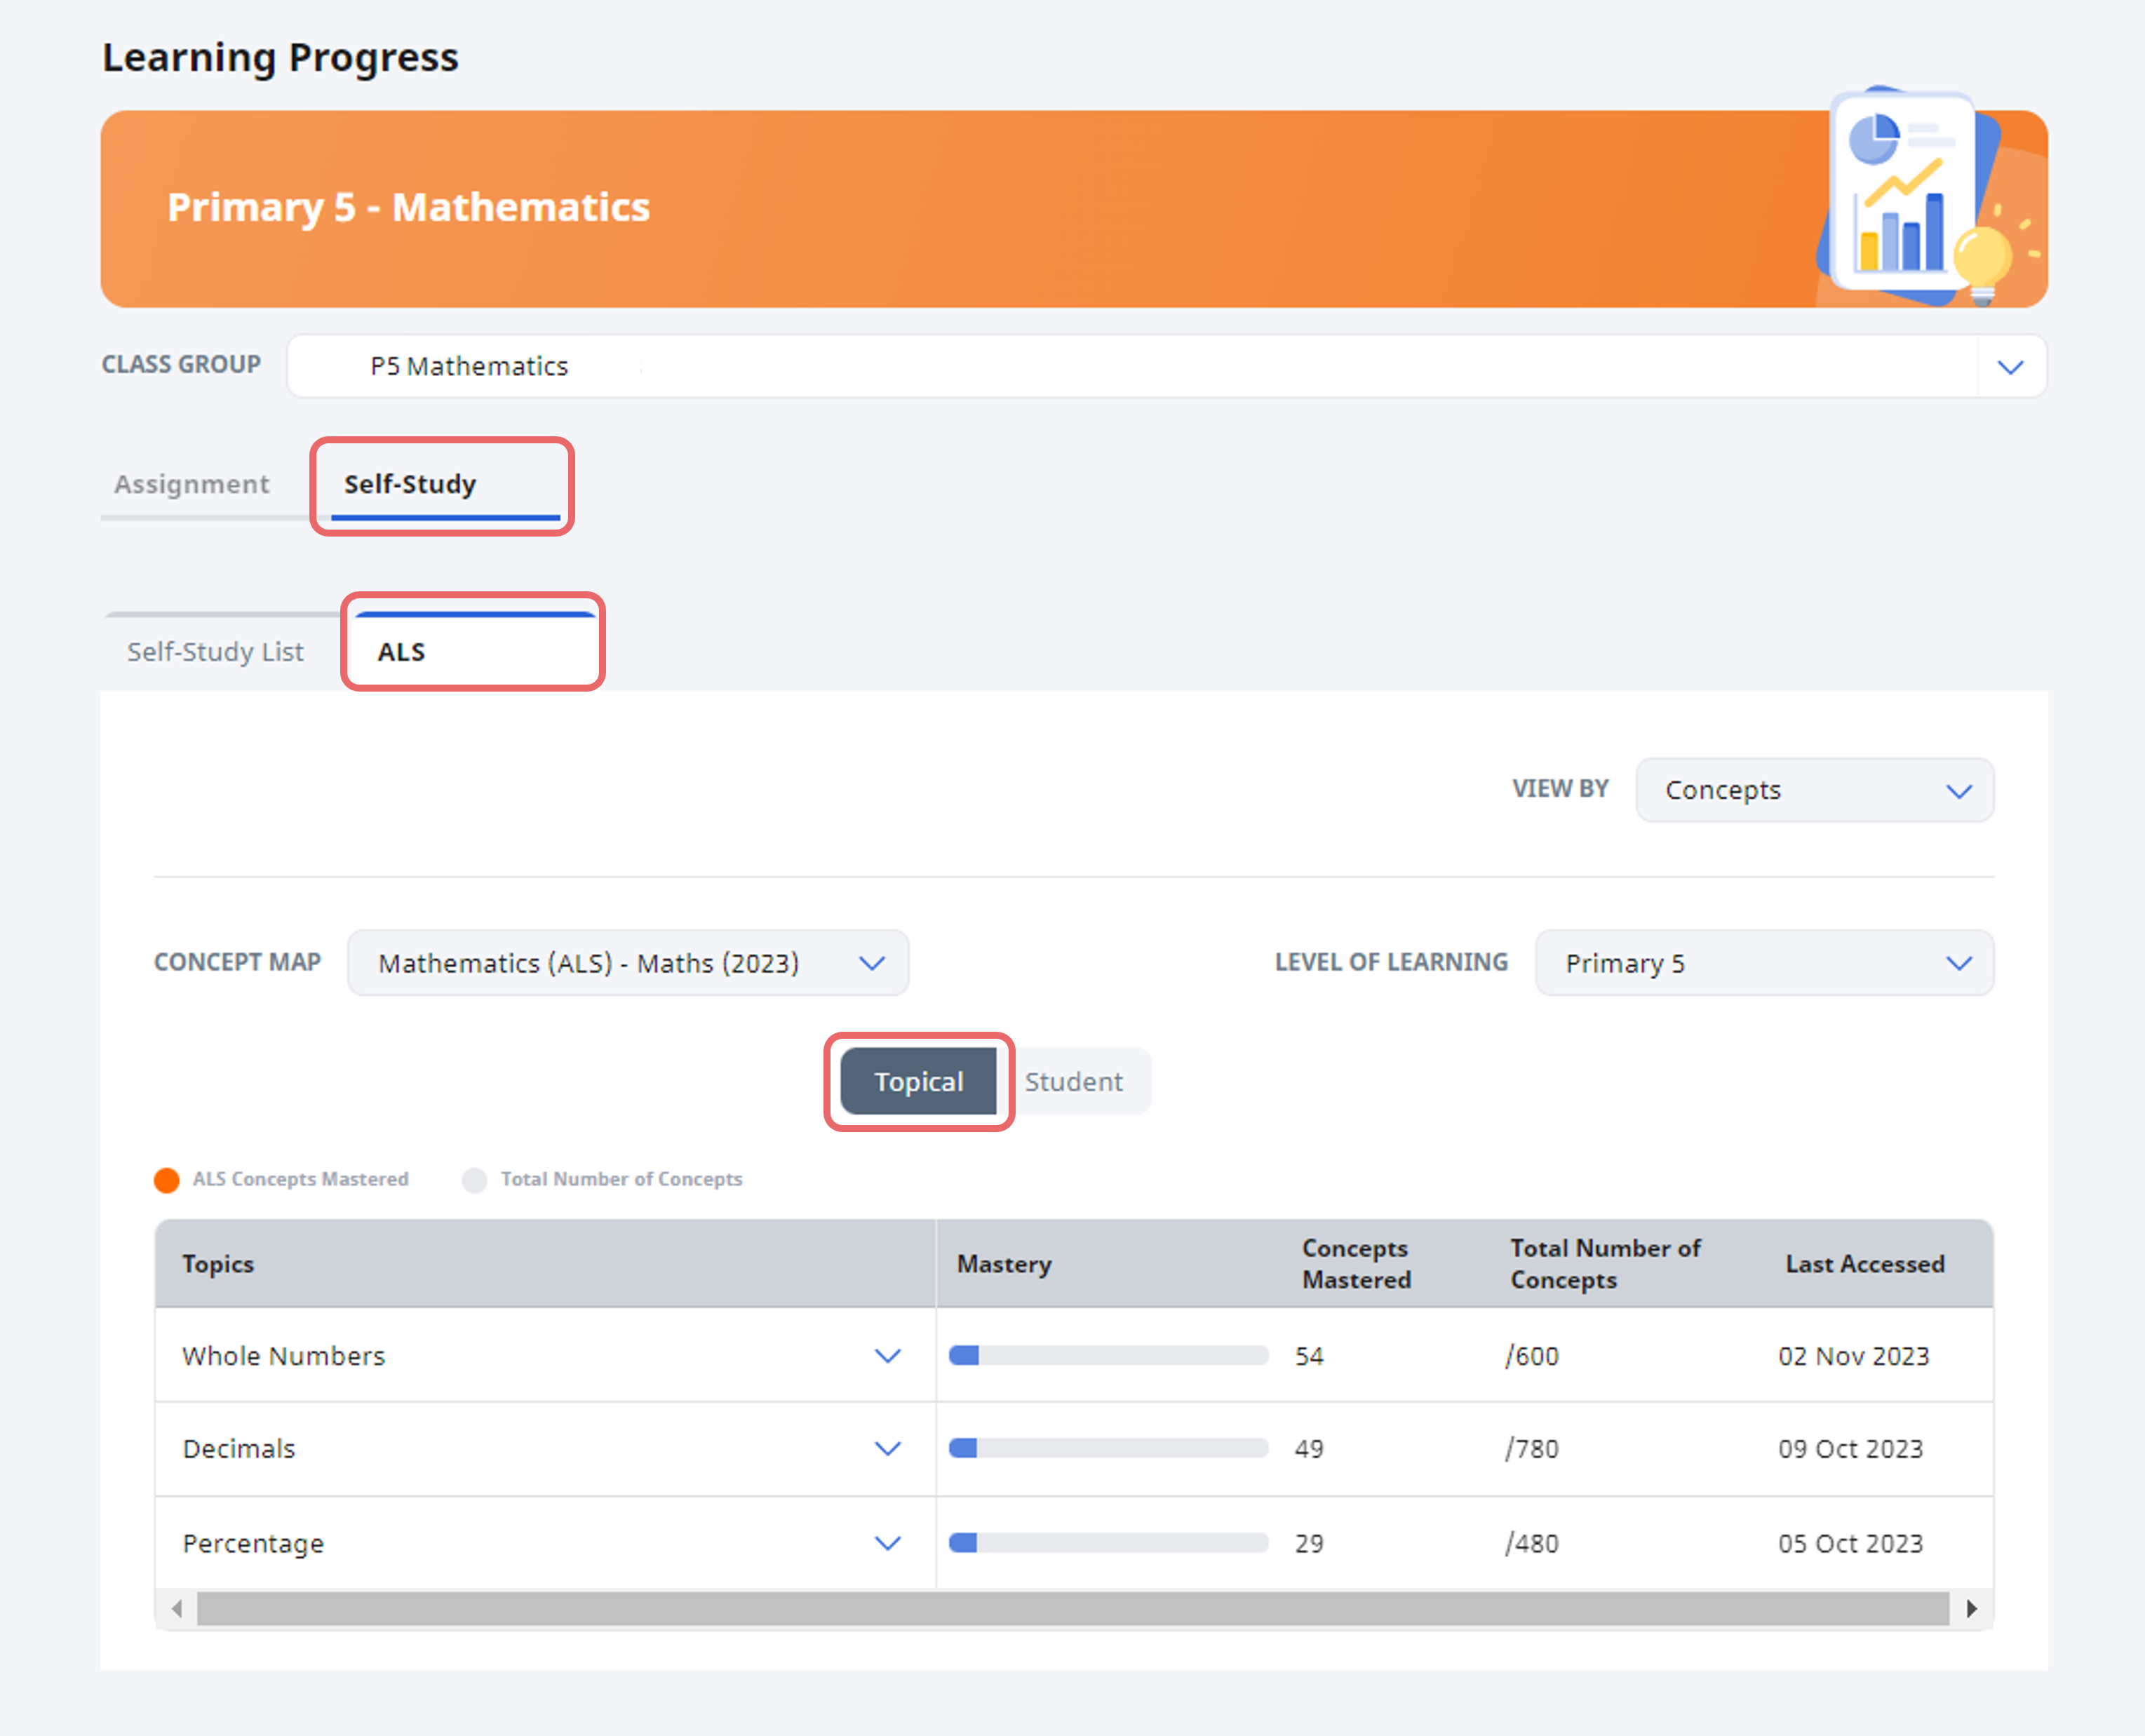 Learning Progress
Primary 5 - Mathematics
CLASS GROUP P5 Mathematics
Assignment Self-Study
Self-Study List ALS
VIEW BY Concepts
CONCEPT MAP Mathematics (ALS) - Maths (2023) LEVEL OF LEARNING Primary 5
Topical Student
ALS Concepts Mastered Total Number of Concepts
Topics Mastery Concepts Mastered Total Number of Concepts Last Accessed
Whole Numbers 54 /600 02 Nov 2023
Decimals 49 /780 09 Oct 2023
Percentage 29 /480 05 Oct 2023